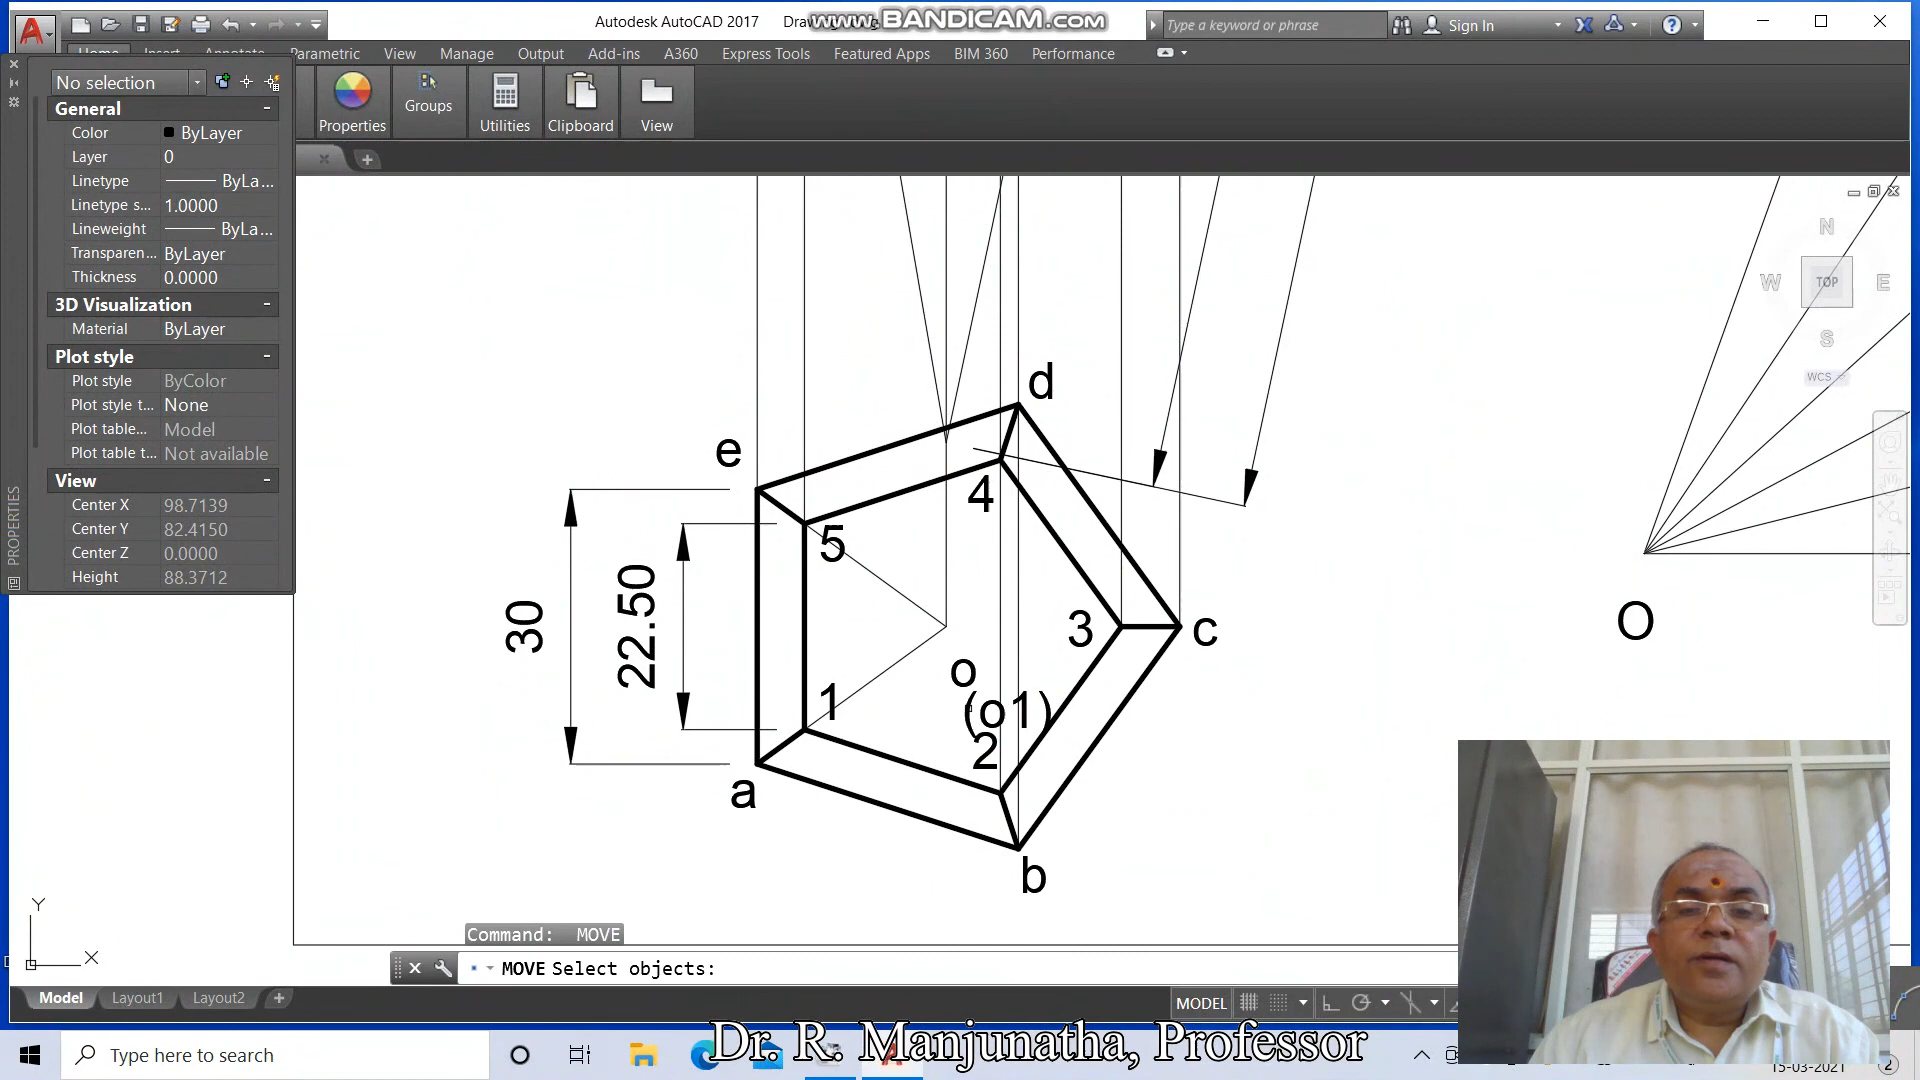 Autodesk AutoCAD 2017
www.BANDICAM.com
Type a keyword or phrase
Sign In
Parametric View Manage Output Add-ins A360 Express Tools Featured Apps BIM 360 Performance
No selection
General
Color ByLayer
Layer 0
Linetype ByLa...
Linetype s... 1.0000
Lineweight ByLa...
Transparen... ByLayer
Thickness 0.0000
3D Visualization
Material ByLayer
Plot style
Plot style ByColor
Plot style t... None
Plot table... Model
Plot table t... Not available
View
Center X 98.7139
Center Y 82.4150
Center Z 0.0000
Height 88.3712
PROPERTIES
Properties
Groups
Utilities
Clipboard
View
N
W TOP E
S
WCS
d
e
4
5
30
22.50
3 c
O
o
1 (o1)
2
a
b
Y
X
Command: MOVE
MOVE Select objects:
Model Layout1 Layout2
MODEL
Dr. R. Manjunatha, Professor
Type here to search
15-03-2021
2